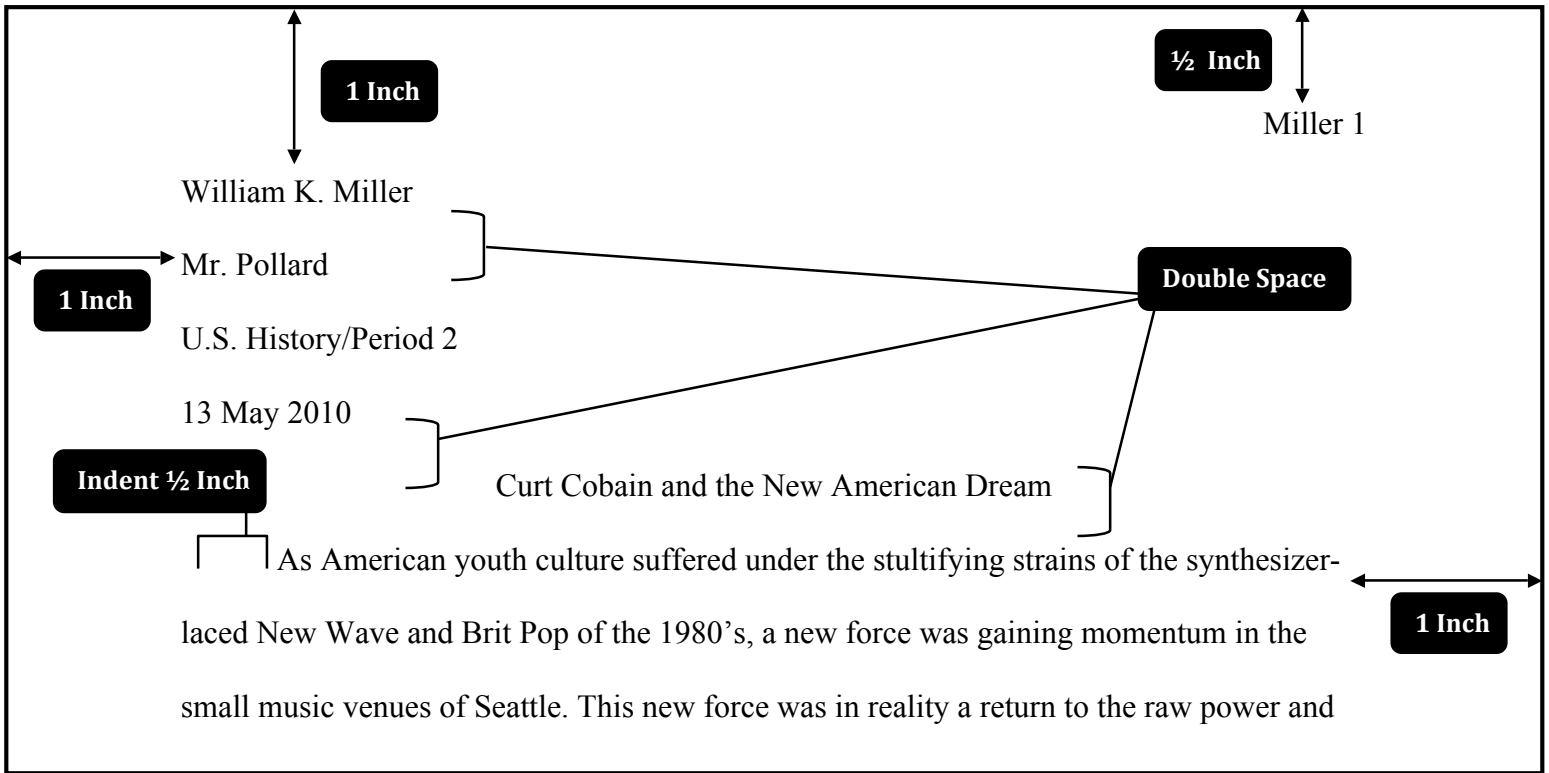 ½ Inch
1 Inch
Miller 1
William K. Miller
Mr. Pollard
Double Space
1 Inch
U.S. History/Period 2
13 May 2010
Indent ½ Inch
Curt Cobain and the New American Dream
As American youth culture suffered under the stultifying strains of the synthesizer-
laced New Wave and Brit Pop of the 1980’s, a new force was gaining momentum in the
1 Inch
small music venues of Seattle. This new force was in reality a return to the raw power and